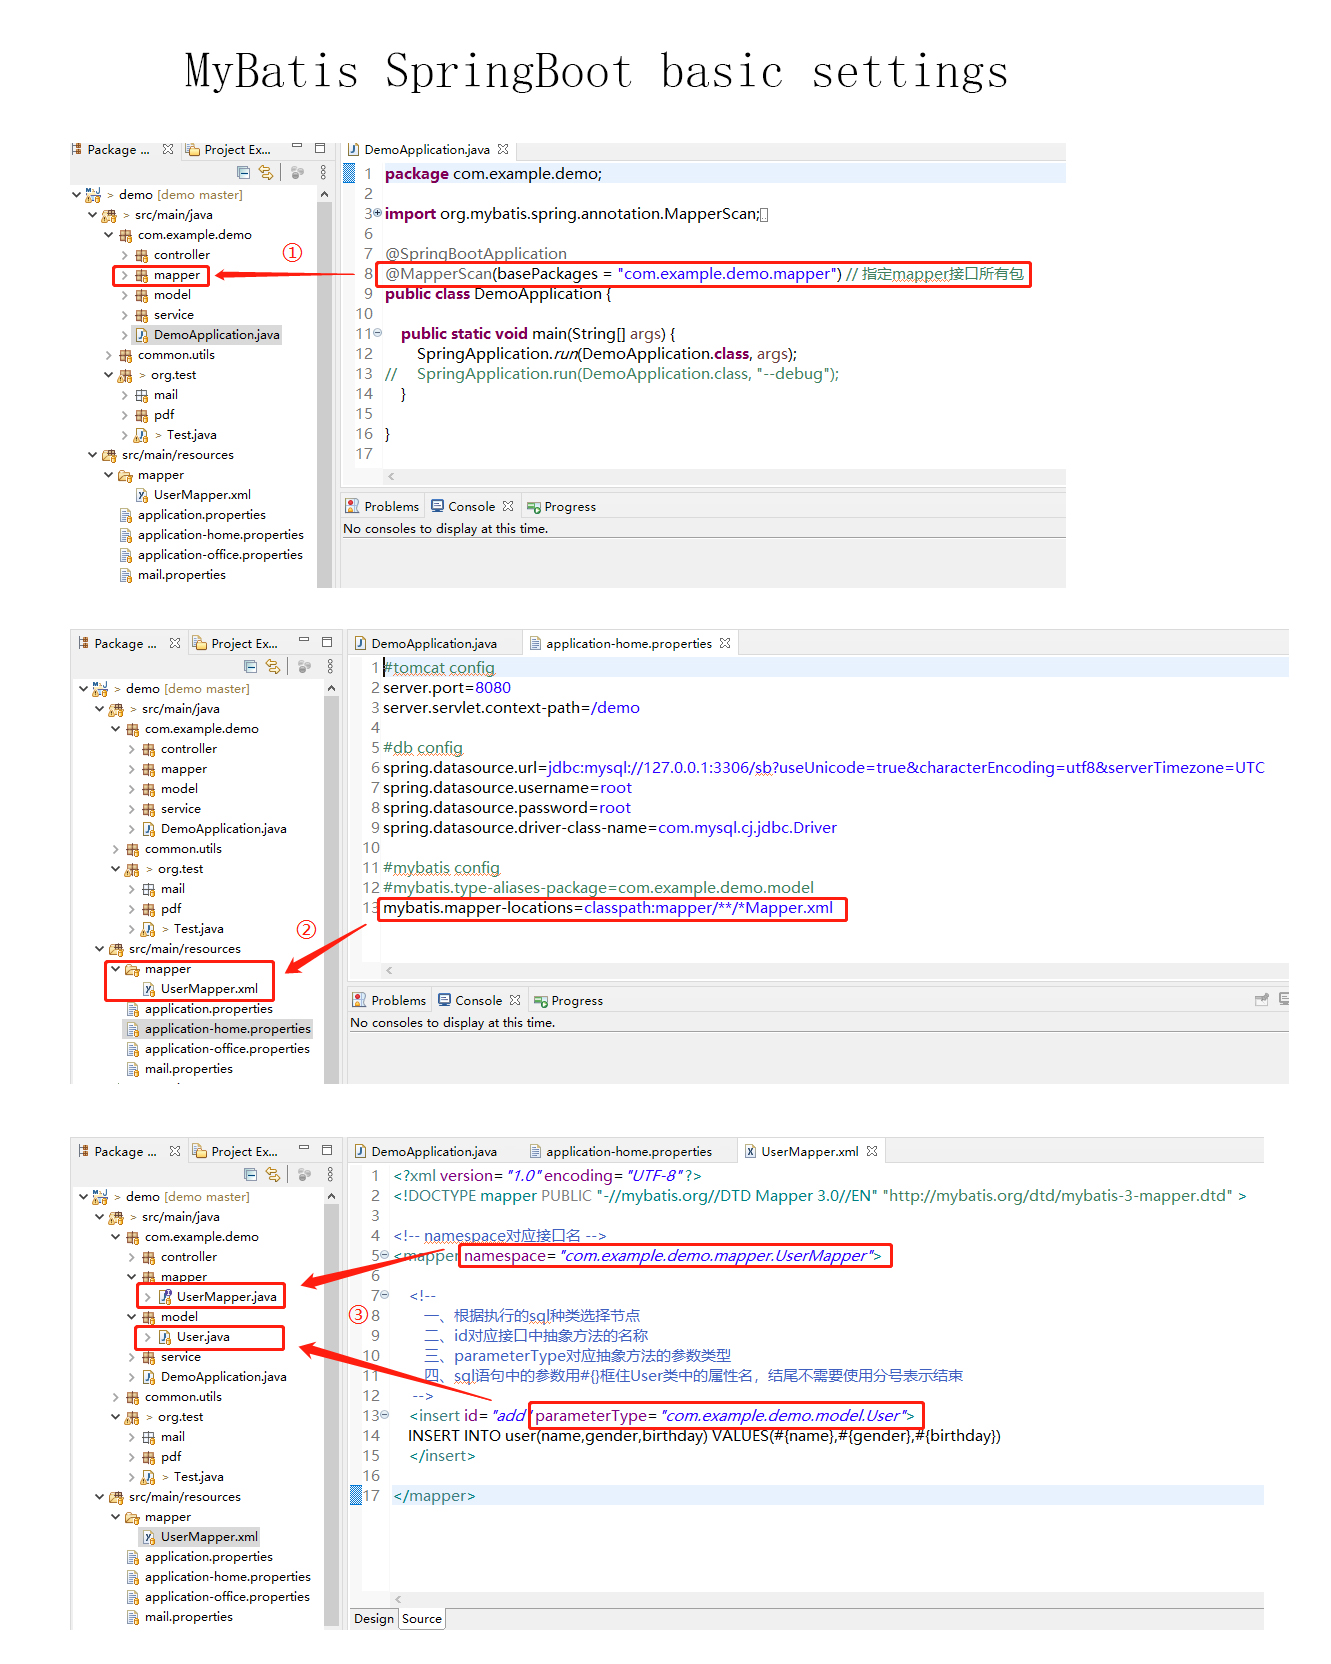 MyBatis SpringBoot basic settings
Package ... Project Ex...
> demo [demo master]
> src/main/java
com.example.demo
controller
mapper
model
service
DemoApplication.java
common.utils
> org.test
mail
pdf
> Test.java
src/main/resources
mapper
UserMapper.xml
application.properties
application-home.properties
application-office.properties
mail.properties
①
DemoApplication.java
1 package com.example.demo;
2
3 import org.mybatis.spring.annotation.MapperScan;
6
7 @SpringBootApplication
8 @MapperScan(basePackages = "com.example.demo.mapper") // 指定mapper接口所有包
9 public class DemoApplication {
10
11 public static void main(String[] args) {
12 SpringApplication.run(DemoApplication.class, args);
13 // SpringApplication.run(DemoApplication.class, "--debug");
14 }
15
16 }
17
Problems Console Progress
No consoles to display at this time.
Package ... Project Ex...
> demo [demo master]
> src/main/java
com.example.demo
controller
mapper
model
service
DemoApplication.java
common.utils
> org.test
mail
pdf
> Test.java
src/main/resources
mapper
UserMapper.xml
application.properties
application-home.properties
application-office.properties
mail.properties
②
DemoApplication.java application-home.properties
1 #tomcat config
2 server.port=8080
3 server.servlet.context-path=/demo
4
5 #db config
6 spring.datasource.url=jdbc:mysql://127.0.0.1:3306/sb?useUnicode=true&characterEncoding=utf8&serverTimezone=UTC
7 spring.datasource.username=root
8 spring.datasource.password=root
9 spring.datasource.driver-class-name=com.mysql.cj.jdbc.Driver
10
11 #mybatis config
12 #mybatis.type-aliases-package=com.example.demo.model
13 mybatis.mapper-locations=classpath:mapper/**/*Mapper.xml
Problems Console Progress
No consoles to display at this time.
Package ... Project Ex...
> demo [demo master]
> src/main/java
com.example.demo
controller
mapper
UserMapper.java
model
User.java
service
DemoApplication.java
common.utils
> org.test
mail
pdf
> Test.java
src/main/resources
mapper
UserMapper.xml
application.properties
application-home.properties
application-office.properties
mail.properties
③
DemoApplication.java application-home.properties UserMapper.xml
1 <?xml version="1.0" encoding="UTF-8"?>
2 <!DOCTYPE mapper PUBLIC "-//mybatis.org//DTD Mapper 3.0//EN" "http://mybatis.org/dtd/mybatis-3-mapper.dtd" >
3
4 <!-- namespace对应接口名 -->
5 <mapper namespace="com.example.demo.mapper.UserMapper">
6
7 <!--
8 一、根据执行的sql种类选择节点
9 二、id对应接口中抽象方法的名称
10 三、parameterType对应抽象方法的参数类型
11 四、sql语句中的参数用#{}框住User类中的属性名，结尾不需要使用分号表示结束
12 -->
13 <insert id="add" parameterType="com.example.demo.model.User">
14 INSERT INTO user(name,gender,birthday) VALUES(#{name},#{gender},#{birthday})
15 </insert>
16
17 </mapper>
Design Source